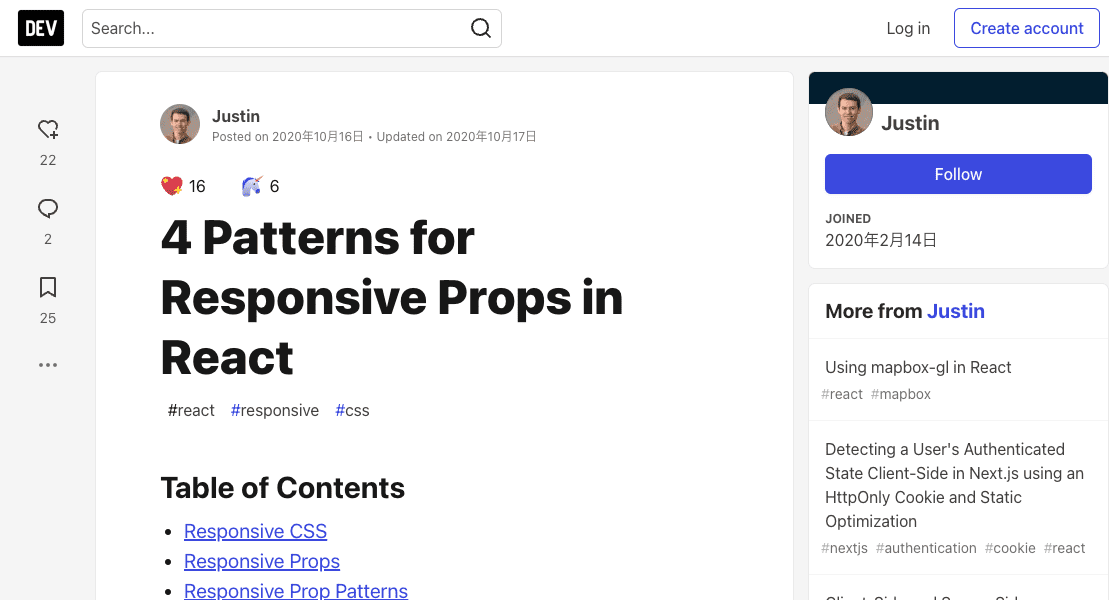 DEV
Search...
Log in
Create account
22
2
25
Justin
Posted on 2020年10月16日 • Updated on 2020年10月17日
16
6
4 Patterns for
Responsive Props in
React
#react #responsive #css
Table of Contents
• Responsive CSS
• Responsive Props
• Responsive Prop Patterns
Justin
Follow
JOINED
2020年2月14日
More from Justin
Using mapbox-gl in React
#react #mapbox
Detecting a User's Authenticated
State Client-Side in Next.js using an
HttpOnly Cookie and Static
Optimization
#nextjs #authentication #cookie #react